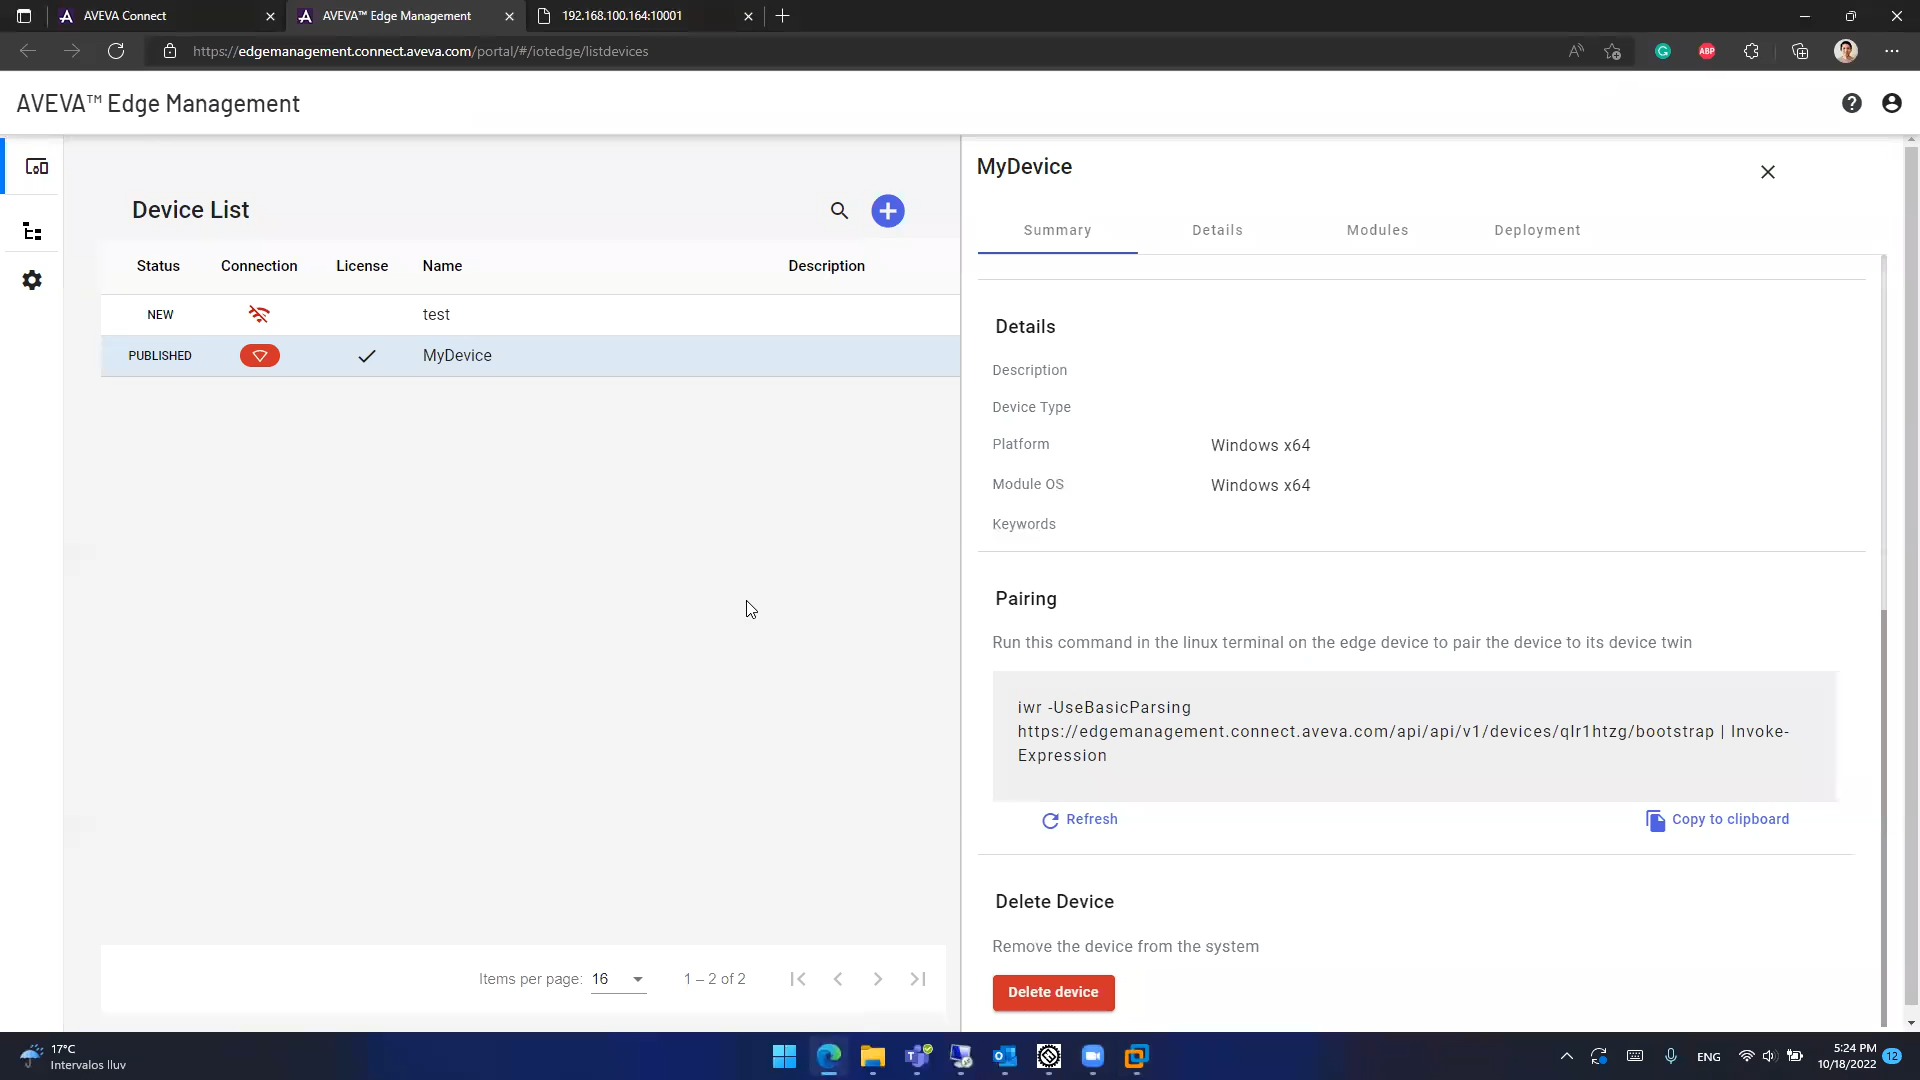 AVEVA Connect
AVEVA™ Edge Management
192.168.100.164:10001
https://edgemanagement.connect.aveva.com/portal/#/iotedge/listdevices
ABP
AVEVA™ Edge Management
MyDevice
Device List
Summary
Details
Modules
Deployment
Status
Connection
License
Name
Description
NEW
test
PUBLISHED
MyDevice
Details
Description
Device Type
Platform
Windows x64
Module OS
Windows x64
Keywords
Pairing
Run this command in the linux terminal on the edge device to pair the device to its device twin
iwr -UseBasicParsing
https://edgemanagement.connect.aveva.com/api/api/v1/devices/qlr1htzg/bootstrap | Invoke-
Expression
Refresh
Copy to clipboard
Delete Device
Remove the device from the system
Delete device
Items per page: 16
1 – 2 of 2
17°C
Intervalos lluv
ENG
5:24 PM
10/18/2022
12